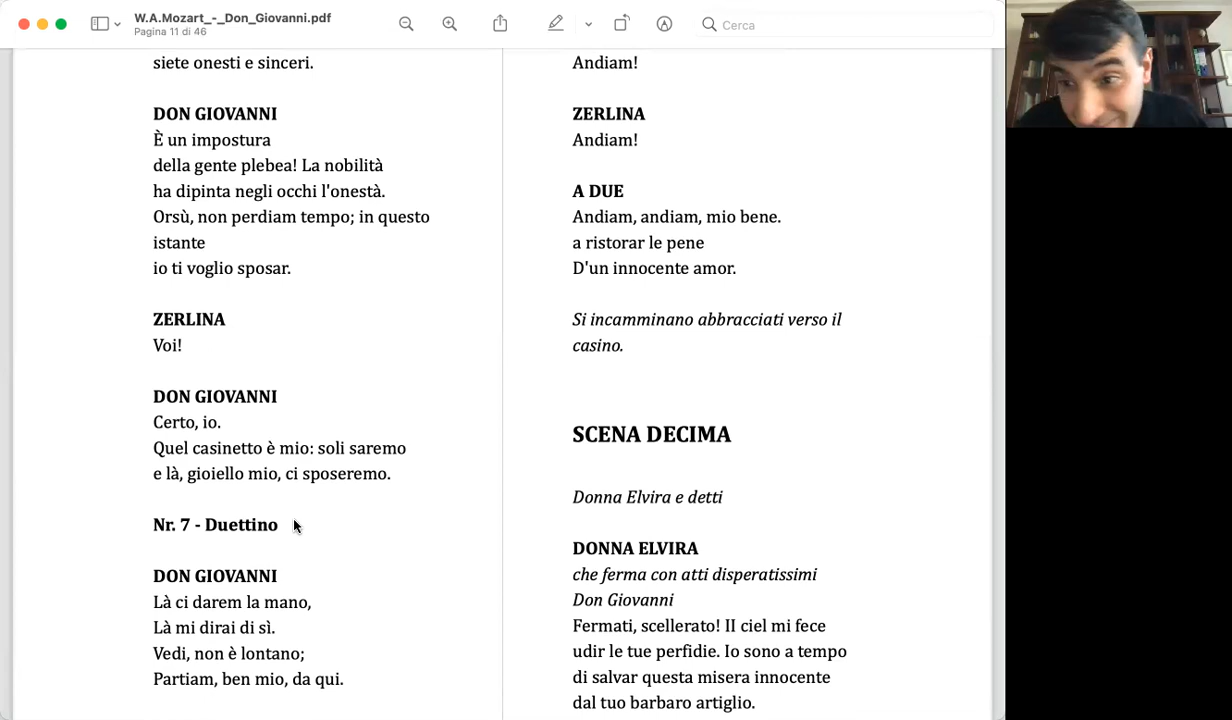 W.A.Mozart_-_Don_Giovanni.pdf
Pagina 11 di 46
Cerca
siete onesti e sinceri.
DON GIOVANNI
È un impostura
della gente plebea! La nobilità
ha dipinta negli occhi l'onestà.
Orsù, non perdiam tempo; in questo
istante
io ti voglio sposar.
ZERLINA
Voi!
DON GIOVANNI
Certo, io.
Quel casinetto è mio: soli saremo
e là, gioiello mio, ci sposeremo.
Nr. 7 - Duettino
DON GIOVANNI
Là ci darem la mano,
Là mi dirai di sì.
Vedi, non è lontano;
Partiam, ben mio, da qui.
Andiam!
ZERLINA
Andiam!
A DUE
Andiam, andiam, mio bene.
a ristorar le pene
D'un innocente amor.
Si incamminano abbracciati verso il
casino.
SCENA DECIMA
Donna Elvira e detti
DONNA ELVIRA
che ferma con atti disperatissimi
Don Giovanni
Fermati, scellerato! II ciel mi fece
udir le tue perfidie. Io sono a tempo
di salvar questa misera innocente
dal tuo barbaro artiglio.